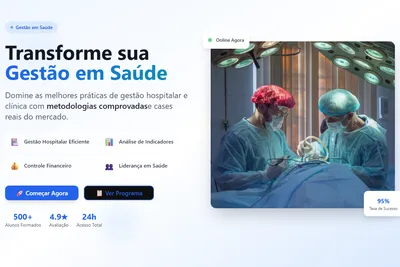 Gestão em Saúde
Online Agora
Transforme sua
Gestão em Saúde
Domine as melhores práticas de gestão hospitalar e
clínica com metodologias comprovadase cases
reais do mercado.
Gestão Hospitalar Eficiente
Análise de Indicadores
Controle Financeiro
Liderança em Saúde
Começar Agora
Ver Programa
500+
Alunos Formados
4.9★
Avaliação
24h
Acesso Total
95%
Taxa de Sucesso